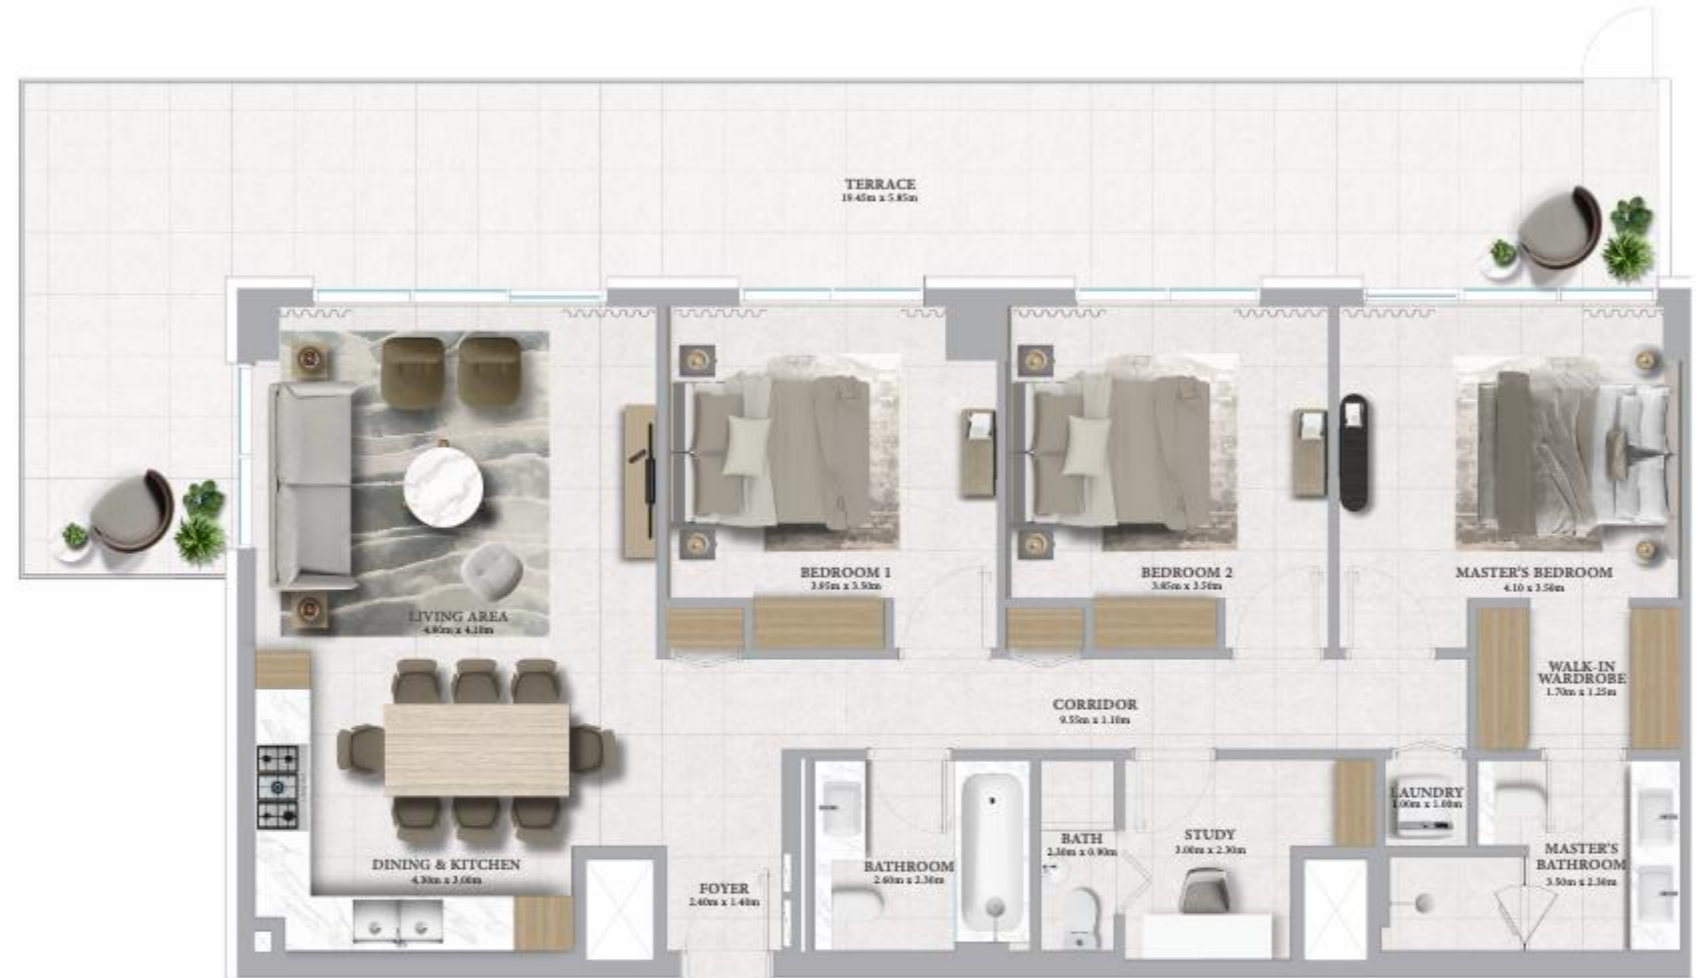 TERRACE
19.45m x 5.85m
BEDROOM 1
3.95m x 3.50m
BEDROOM 2
3.85m x 3.50m
MASTER'S BEDROOM
4.10 x 3.50m
LIVING AREA
4.80m x 4.10m
WALK-IN
WARDROBE
1.70m x 1.25m
CORRIDOR
9.55m x 1.10m
LAUNDRY
1.00m x 1.00m
BATH
2.30m x 0.90m
STUDY
3.00m x 2.30m
MASTER'S
BATHROOM
3.50m x 2.30m
DINING & KITCHEN
4.30m x 3.00m
BATHROOM
2.60m x 2.30m
FOYER
2.40m x 1.40m